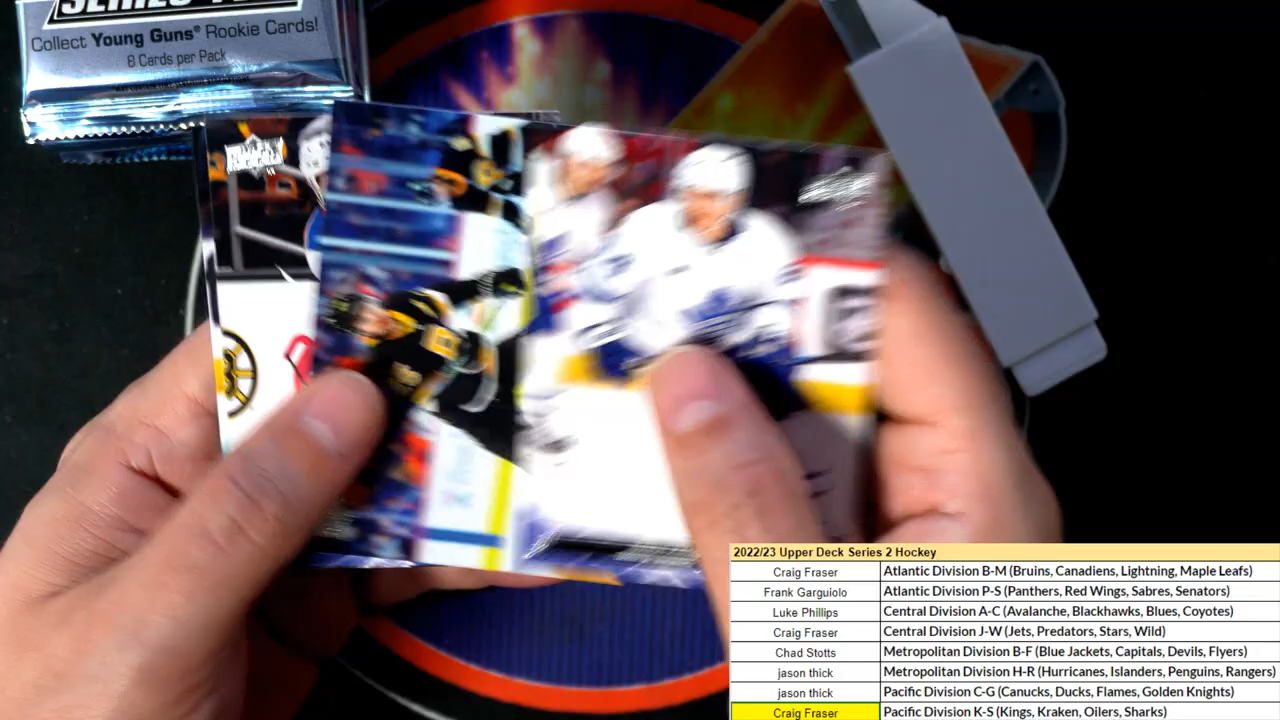 Collect Young Guns® Rookie Cards!
8 Cards per Pack
2022/23 Upper Deck Series 2 Hockey
Craig Fraser Atlantic Division B-M (Bruins, Canadiens, Lightning, Maple Leafs)
Frank Garguiolo Atlantic Division P-S (Panthers, Red Wings, Sabres, Senators)
Luke Phillips Central Division A-C (Avalanche, Blackhawks, Blues, Coyotes)
Craig Fraser Central Division J-W (Jets, Predators, Stars, Wild)
Chad Stotts Metropolitan Division B-F (Blue Jackets, Capitals, Devils, Flyers)
jason thick Metropolitan Division H-R (Hurricanes, Islanders, Penguins, Rangers)
jason thick Pacific Division C-G (Canucks, Ducks, Flames, Golden Knights)
Craig Fraser Pacific Division K-S (Kings, Kraken, Oilers, Sharks)